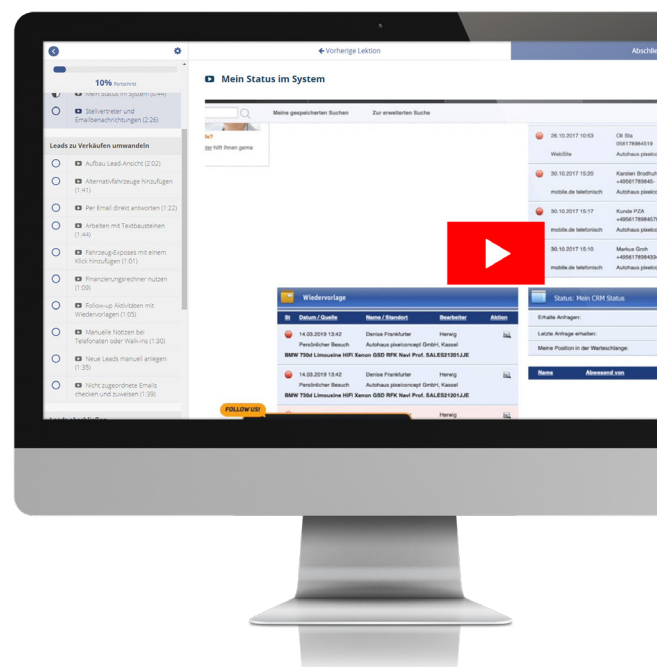 Vorherige Lektion
Abschlie
10% Fortschritt
Mein Status im System (2:44)
Stellvertreter und
Emailbenachrichtungen (2:26)
Leads zu Verkäufen umwandeln
Aufbau Lead-Ansicht (2:02)
Alternativfahrzeuge hinzufügen
(1:41)
Per Email direkt antworten (1:22)
Arbeiten mit Textbausteinen
(1:44)
Fahrzeug-Exposes mit einem
Klick hinzufügen (1:01)
Finanzierungsrechner nutzen
(1:09)
Follow-up Aktivitäten mit
Wiedervorlagen (1:05)
Manuelle Notizen bei
Telefonaten oder Walk-ins (1:30)
Neue Leads manuell anlegen
(1:35)
Nicht zugeordnete Emails
checken und zuweisen (1:39)
Mein Status im System
Meine gespeicherten Suchen Zur erweiterten Suche
hilft Ihnen gerne
26.10.2017 10:53 Oli Sta
056178984519
WebSite Autohaus pixelco
30.10.2017 15:20 Karsten Brodhuh
+49561789845-
mobile.de telefonisch Autohaus pixelco
30.10.2017 15:17 Kunde PZA
mobile.de telefonisch Autohaus pixelco
30.10.2017 15:10 Markus Groh
mobile.de telefonisch Autohaus pixelco
Wiedervorlage
St Datum / Quelle Name / Standort Bearbeiter Aktion
14.03.2019 13:42 Denise Frankfurter Herwig
Persönlicher Besuch Autohaus pixelconcept GmbH, Kassel
BMW 730d Limousine HiFi Xenon GSD RFK Navi Prof. SALES21201JJE
14.03.2019 13:42 Denise Frankfurter Herwig
Persönlicher Besuch Autohaus pixelconcept GmbH, Kassel
BMW 730d Limousine HiFi Xenon GSD RFK Navi Prof. SALES21201JJE
Herwig
Status: Mein CRM Status
Erhalte Anfragen:
Letzte Anfrage erhalten:
Meine Position in der Warteschlange:
Name Abwesend von
FOLLOW US!